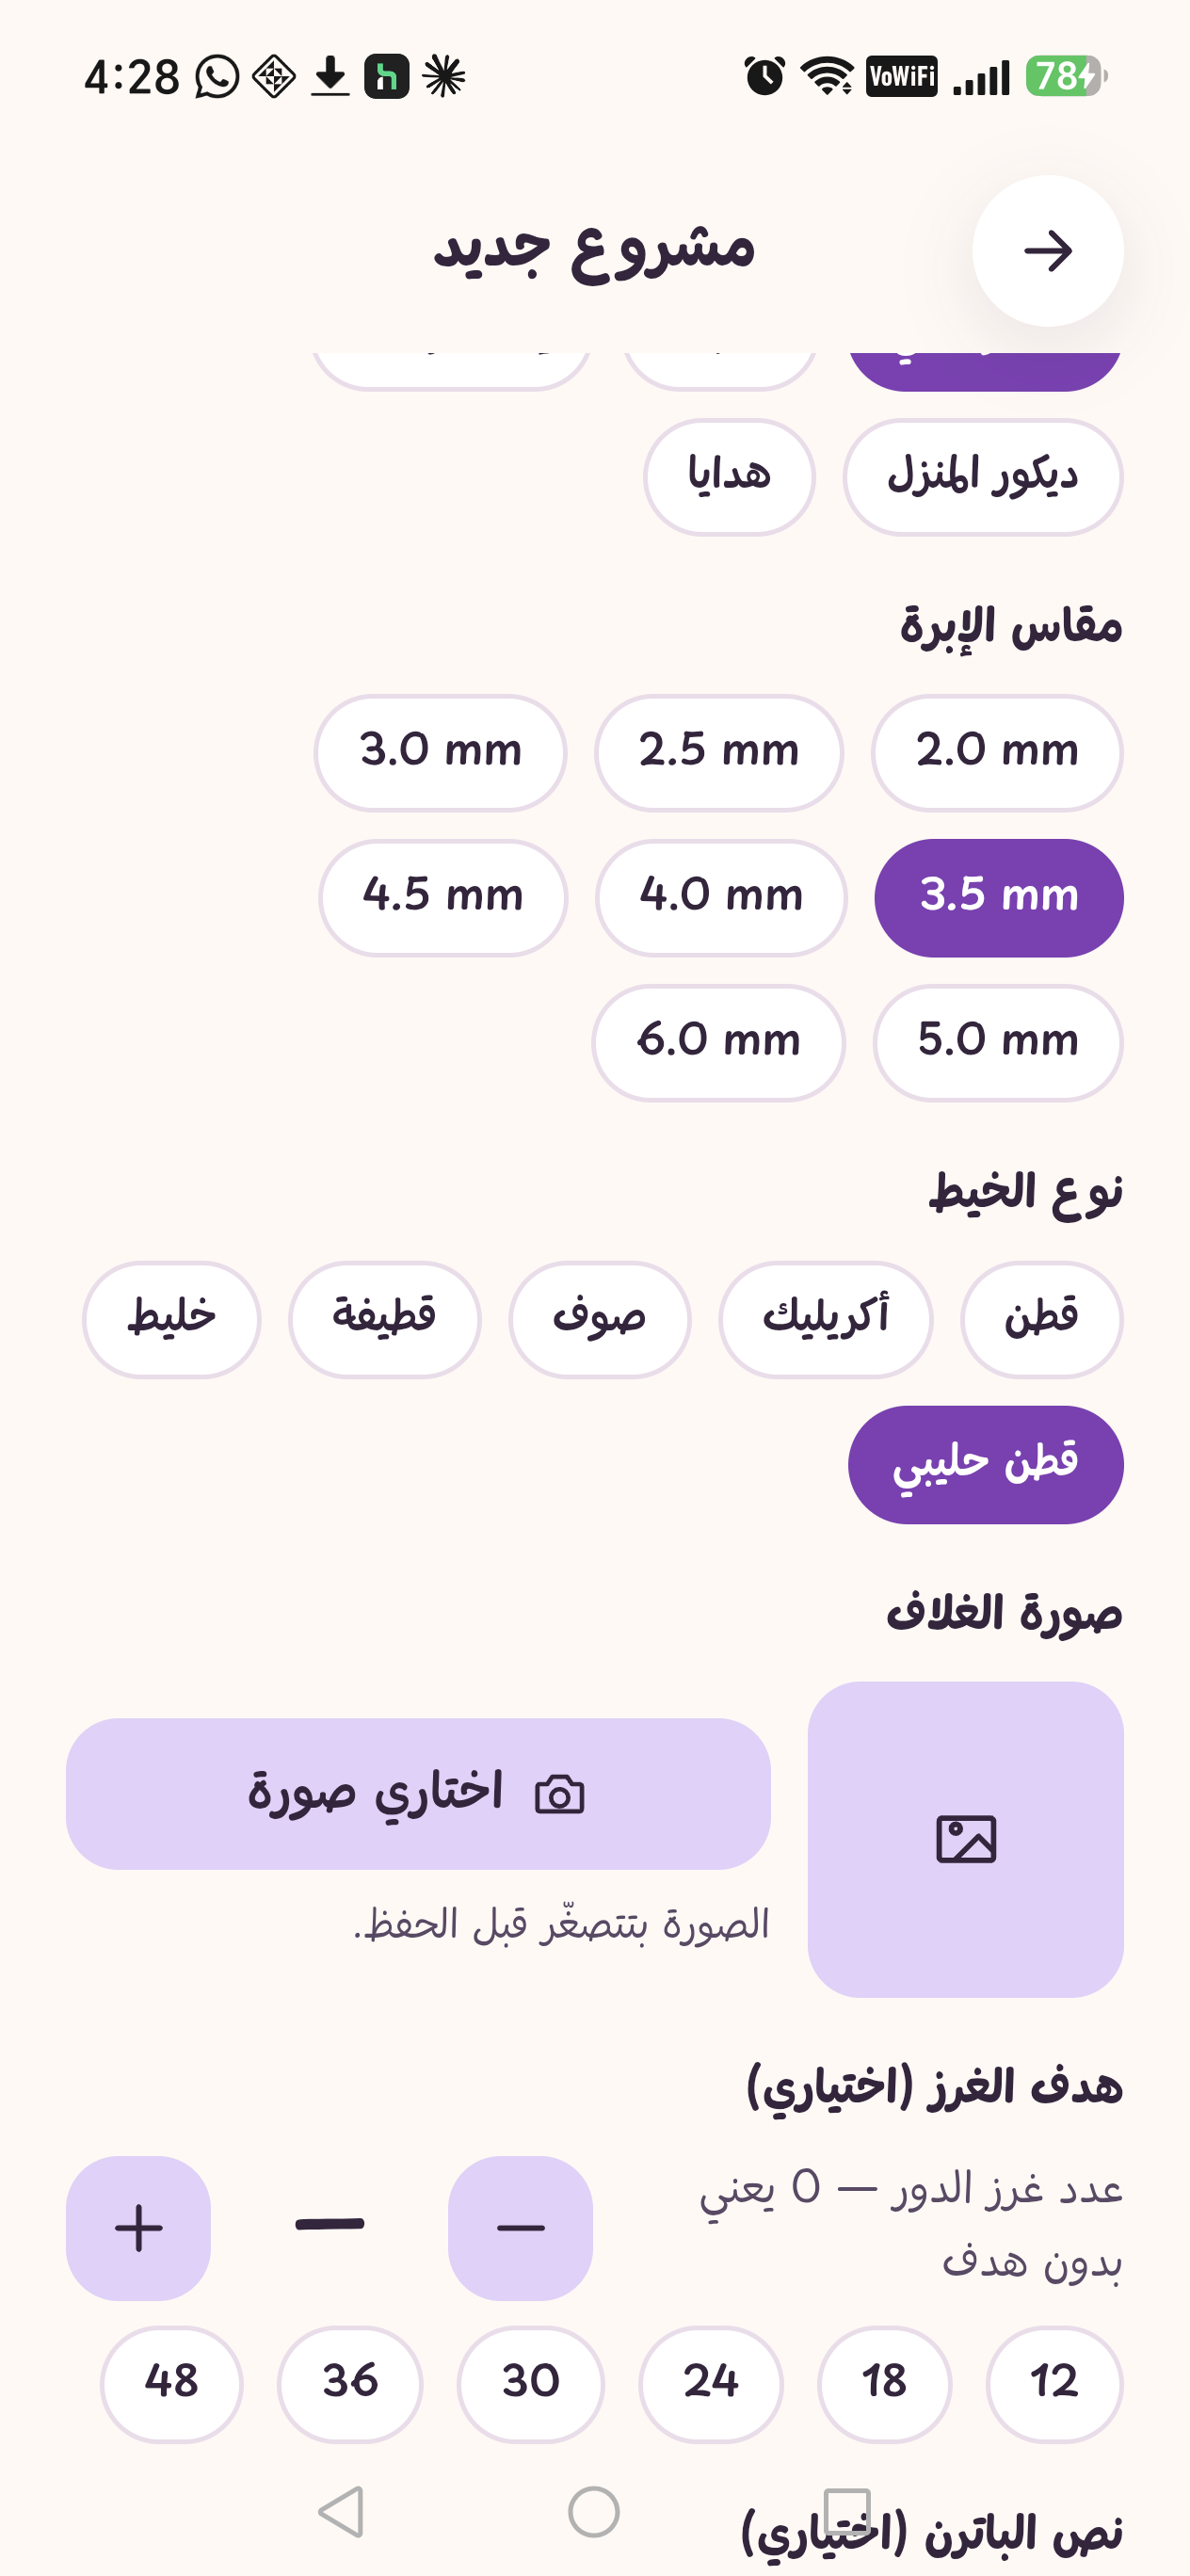 4:28
VoWiFi
78
مشروع جديد
ديكور المنزل
هدايا
مقاس الإبرة
2.0 mm
2.5 mm
3.0 mm
3.5 mm
4.0 mm
4.5 mm
5.0 mm
6.0 mm
نوع الخيط
قطن
أكريليك
صوف
قطيفة
خليط
قطن حليبي
صورة الغلاف
اختاري صورة
الصورة بتتصغّر قبل الحفظ.
هدف الغرز (اختياري)
عدد غرز الدور — 0 يعني
بدون هدف
12
18
24
30
36
48
نص الباترن (اختياري)